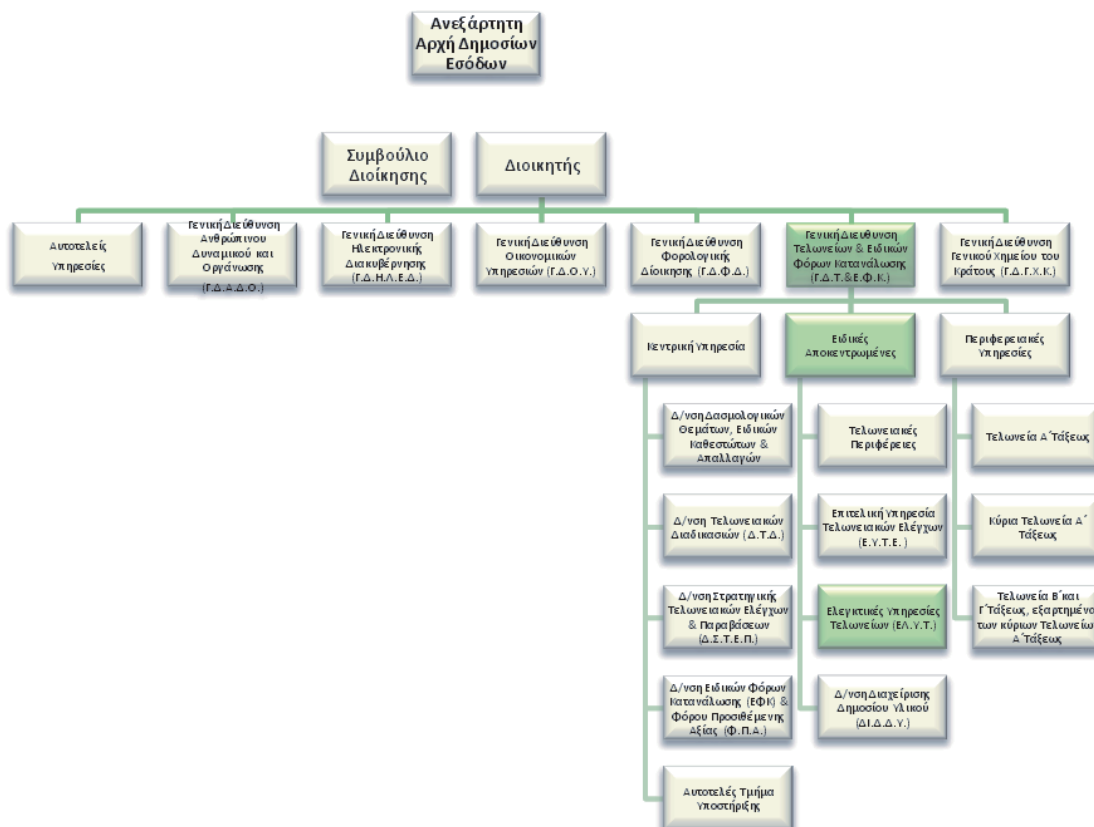 Ανεξάρτητη
Αρχή Δημοσίων
Εσόδων
Συμβούλιο
Διοίκησης
Διοικητής
Αυτοτελείς
Υπηρεσίες
Γενική Διεύθυνση
Ανθρώπινου
Δυναμικού και
Οργάνωσης
(Γ.Δ.Α.Δ.Ο.)
Γενική Διεύθυνση
Ηλεκτρονικής
Διακυβέρνησης
(Γ.Δ.Η.Λ.Ε.Δ.)
Γενική Διεύθυνση
Οικονομικών
Υπηρεσιών (Γ.Δ.Ο.Υ.)
Γενική Διεύθυνση
Φορολογικής
Δίοικησης (Γ.Δ.Φ.Δ.)
Γενική Διεύθυνση
Τελωνείων & Ειδικών
Φόρων Κατανάλωσης
(Γ.Δ.Τ.&Ε.Φ.Κ.)
Γενική Διεύθυνση
Γενικού Χημείου του
Κράτους (Γ.Δ.Γ.Χ.Κ.)
Κεντρική Υπηρεσία
Ειδικές
Αποκεντρωμένες
Περιφερειακές
Υπηρεσίες
Δ/νση Δασμολογικών
Θεμάτων, Ειδικών
Καθεστώτων &
Απαλλαγών
Δ/νση Τελωνειακών
Διαδικασιών (Δ.Τ.Δ.)
Δ/νση Στρατηγικής
Τελωνειακών Ελέγχων
& Παραβάσεων
(Δ.Σ.Τ.Ε.Π.)
Δ/νση Ειδικών Φόρων
Κατανάλωσης (ΕΦΚ) &
Φόρου Προσιθέμενης
Αξίας (Φ.Π.Α.)
Αυτοτελές Τμήμα
Υποστήριξης
Τελωνειακές
Περιφέρειες
Επιτελική Υπηρεσία
Τελωνειακών Ελέγχων
(Ε.Υ.Τ.Ε. )
Ελεγκτικές Υπηρεσίες
Τελωνείων (ΕΛ.Υ.Τ.)
Δ/νση Διαχείρισης
Δημοσίου Υλικού
(ΔΙ.Δ.Δ.Υ.)
Τελωνεία Α΄Τάξεως
Κύρια Τελωνεία Α΄
Τάξεως
Τελωνεία Β΄και
Γ΄Τάξεως, εξαρτημένα
των κύριων Τελωνείων
Α΄Τάξεως